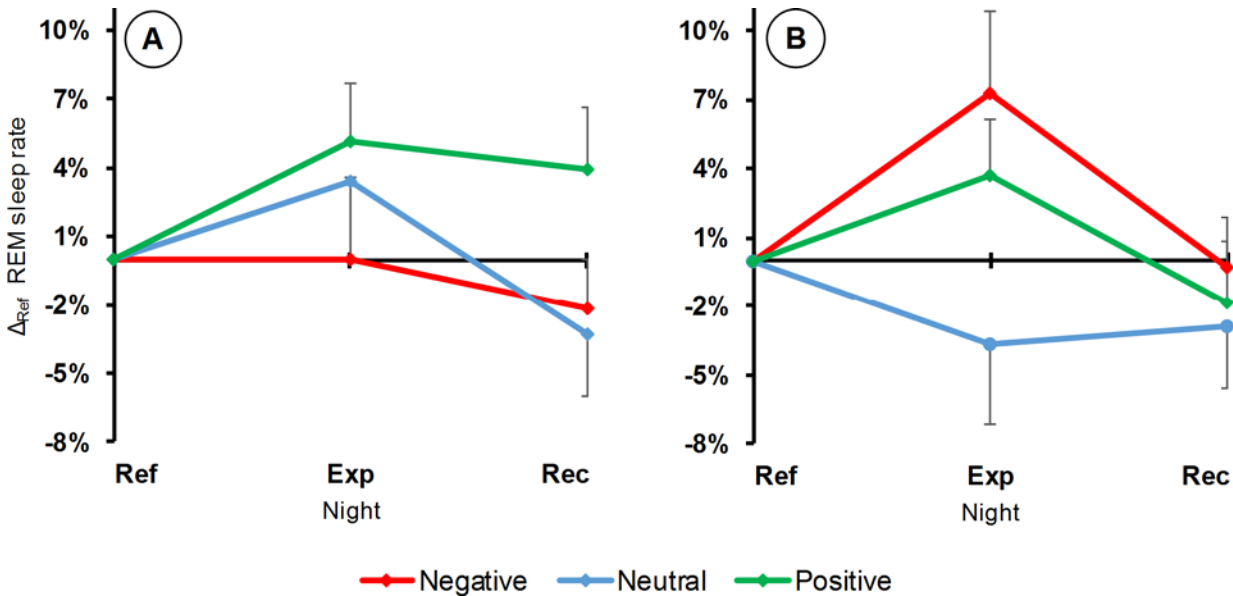 A
10%
7%
4%
1%
-2%
-5%
-8%
Δ_Ref REM sleep rate
Ref Exp Rec
Night
B
10%
7%
4%
1%
-2%
-5%
-8%
Ref Exp Rec
Night
Negative Neutral Positive